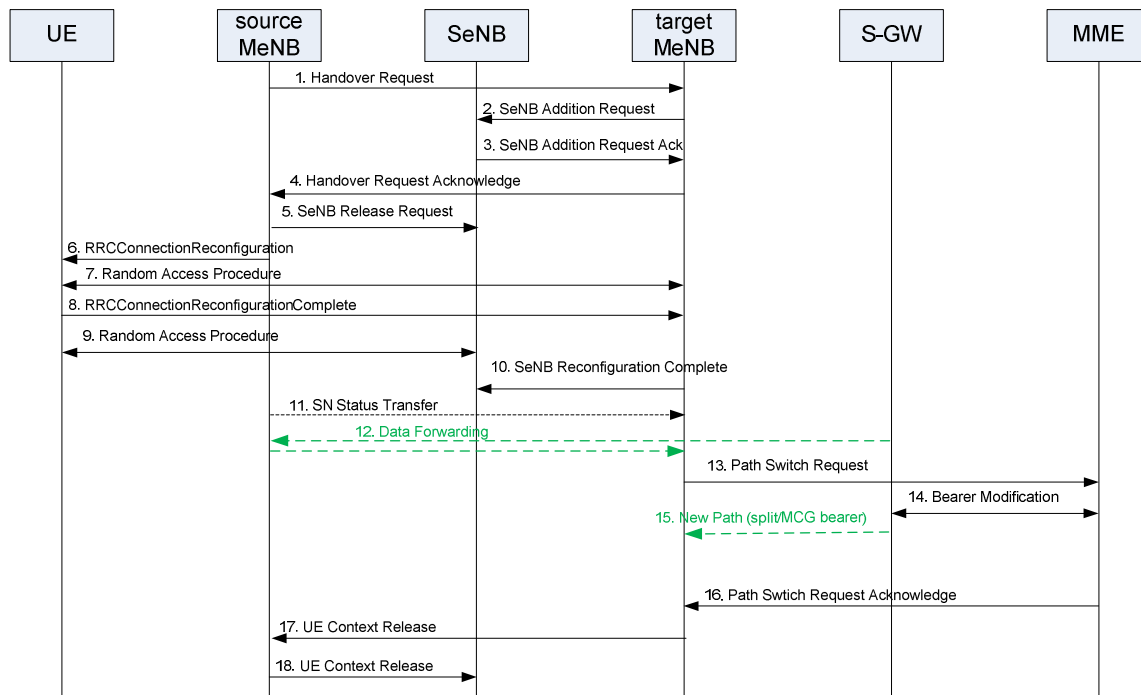 UE
source
MeNB
SeNB
target
MeNB
S-GW
MME
1. Handover Request
2. SeNB Addition Request
3. SeNB Addition Request Ack
4. Handover Request Acknowledge
5. SeNB Release Request
6. RRCConnectionReconfiguration
7. Random Access Procedure
8. RRCConnectionReconfigurationComplete
9. Random Access Procedure
10. SeNB Reconfiguration Complete
11. SN Status Transfer
12. Data Forwarding
13. Path Switch Request
14. Bearer Modification
15. New Path (split/MCG bearer)
16. Path Swtich Request Acknowledge
17. UE Context Release
18. UE Context Release